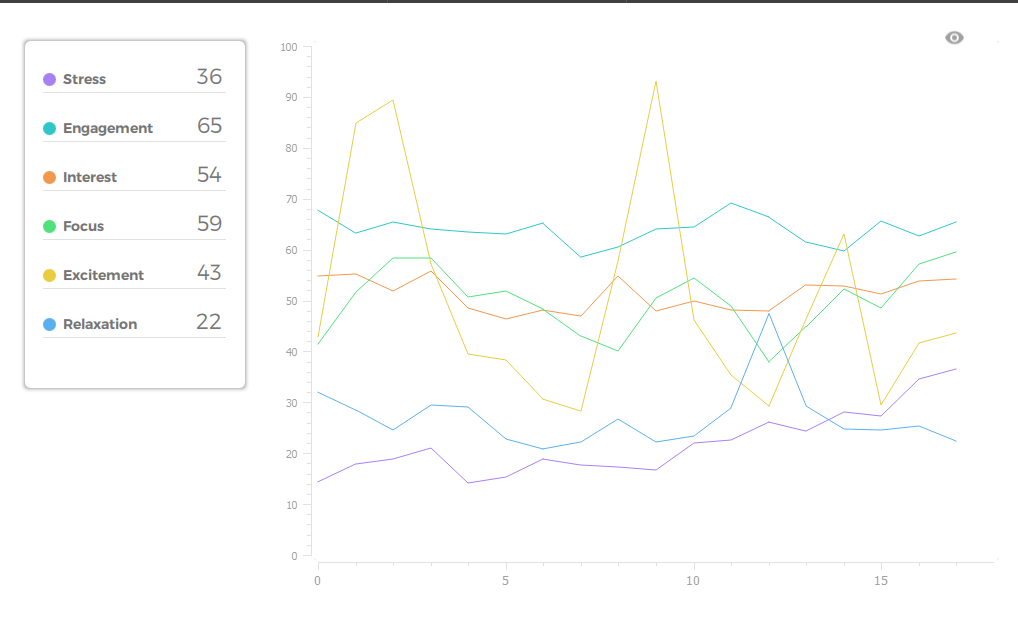 Stress 36
Engagement 65
Interest 54
Focus 59
Excitement 43
Relaxation 22
100
90
80
70
60
50
40
30
20
10
0
0 5 10 15